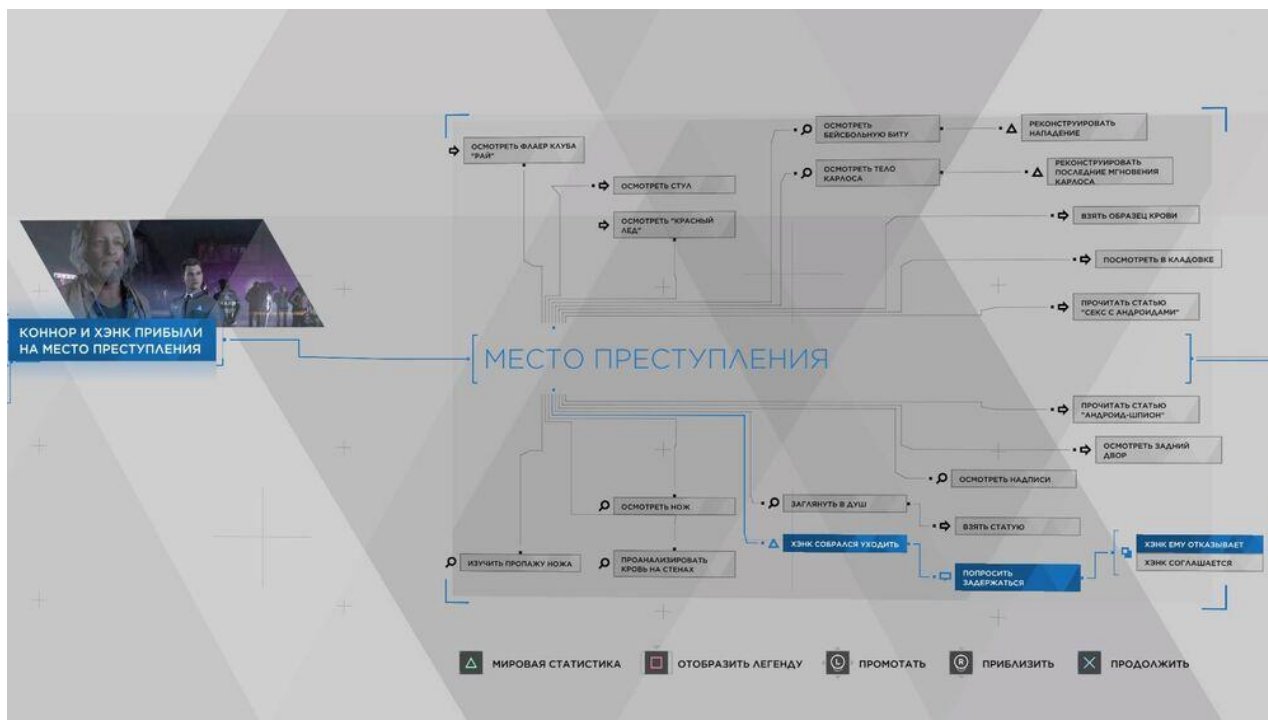 ОСМОТРЕТЬ ФЛАЕР КЛУБА
"РАЙ"
ОСМОТРЕТЬ СТУЛ
ОСМОТРЕТЬ "КРАСНЫЙ
ЛЕД"
ОСМОТРЕТЬ
БЕЙСБОЛЬНУЮ БИТУ
РЕКОНСТРУИРОВАТЬ
НАПАДЕНИЕ
ОСМОТРЕТЬ ТЕЛО
КАРЛОСА
РЕКОНСТРУИРОВАТЬ
ПОСЛЕДНИЕ МГНОВЕНИЯ
КАРЛОСА
ВЗЯТЬ ОБРАЗЕЦ КРОВИ
ПОСМОТРЕТЬ В КЛАДОВКЕ
ПРОЧИТАТЬ СТАТЬЮ
"СЕКС С АНДРОИДАМИ"
КОННОР И ХЭНК ПРИБЫЛИ
НА МЕСТО ПРЕСТУПЛЕНИЯ
МЕСТО ПРЕСТУПЛЕНИЯ
ПРОЧИТАТЬ СТАТЬЮ
"АНДРОИД-ШПИОН"
ОСМОТРЕТЬ ЗАДНИЙ
ДВОР
ОСМОТРЕТЬ НАДПИСИ
ОСМОТРЕТЬ НОЖ
ЗАГЛЯНУТЬ В ДУШ
ВЗЯТЬ СТАТУЮ
ХЭНК СОБРАЛСЯ УХОДИТЬ
ХЭНК ЕМУ ОТКАЗЫВАЕТ
ХЭНК СОГЛАШАЕТСЯ
ИЗУЧИТЬ ПРОПАЖУ НОЖА
ПРОАНАЛИЗИРОВАТЬ
КРОВЬ НА СТЕНАХ
ПОПРОСИТЬ
ЗАДЕРЖАТЬСЯ
МИРОВАЯ СТАТИСТИКА
ОТОБРАЗИТЬ ЛЕГЕНДУ
L ПРОМОТАТЬ
R ПРИБЛИЗИТЬ
ПРОДОЛЖИТЬ